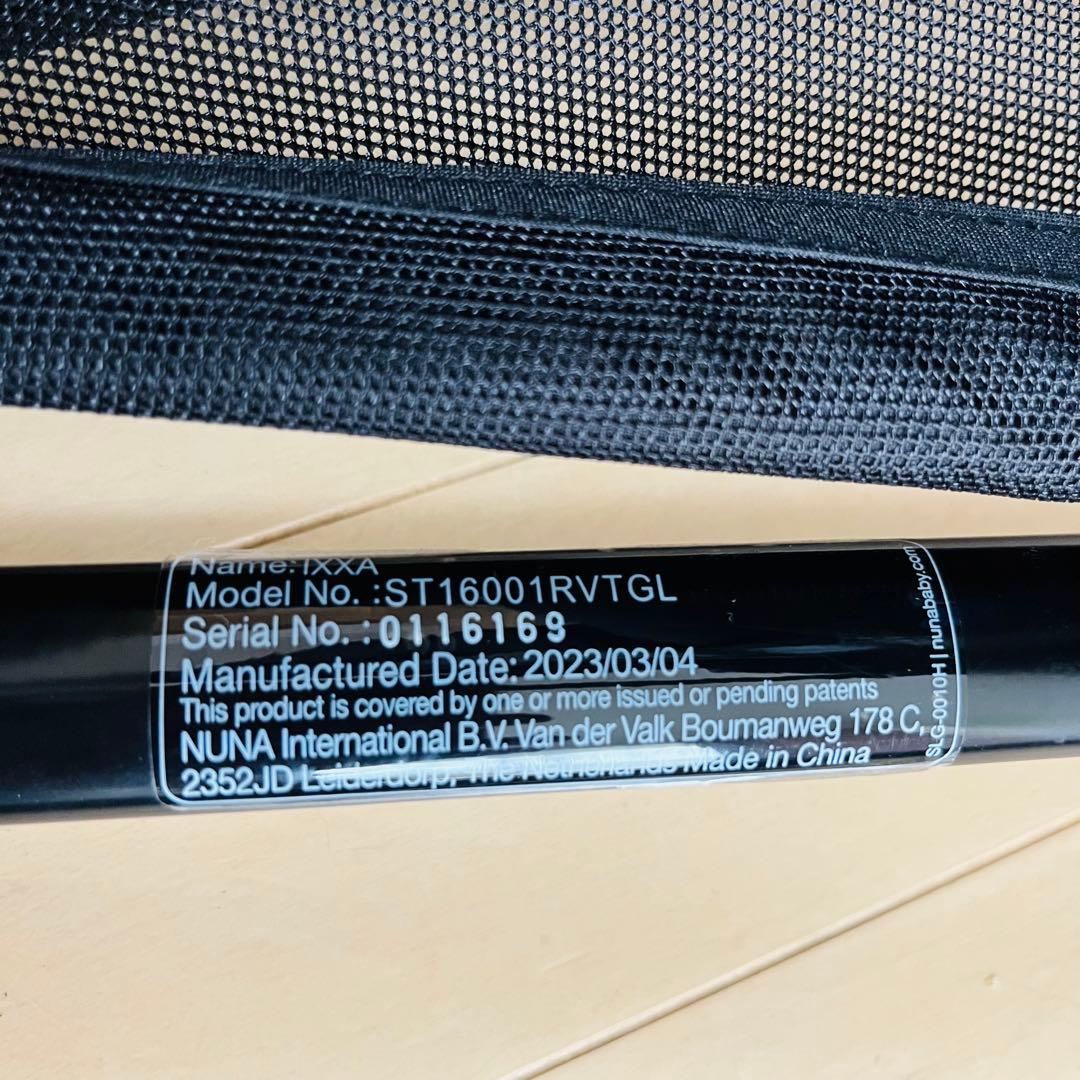 Name: IXXA
Model No. :ST16001RVTGL
Serial No. : 0116169
Manufactured Date: 2023/03/04
This product is covered by one or more issued or pending patents
NUNA International B.V. Van der Valk Boumanweg 178 C,
2352JD Leiderdorp, The Netherlands Made in China
SLG-0010H | nunababy.com